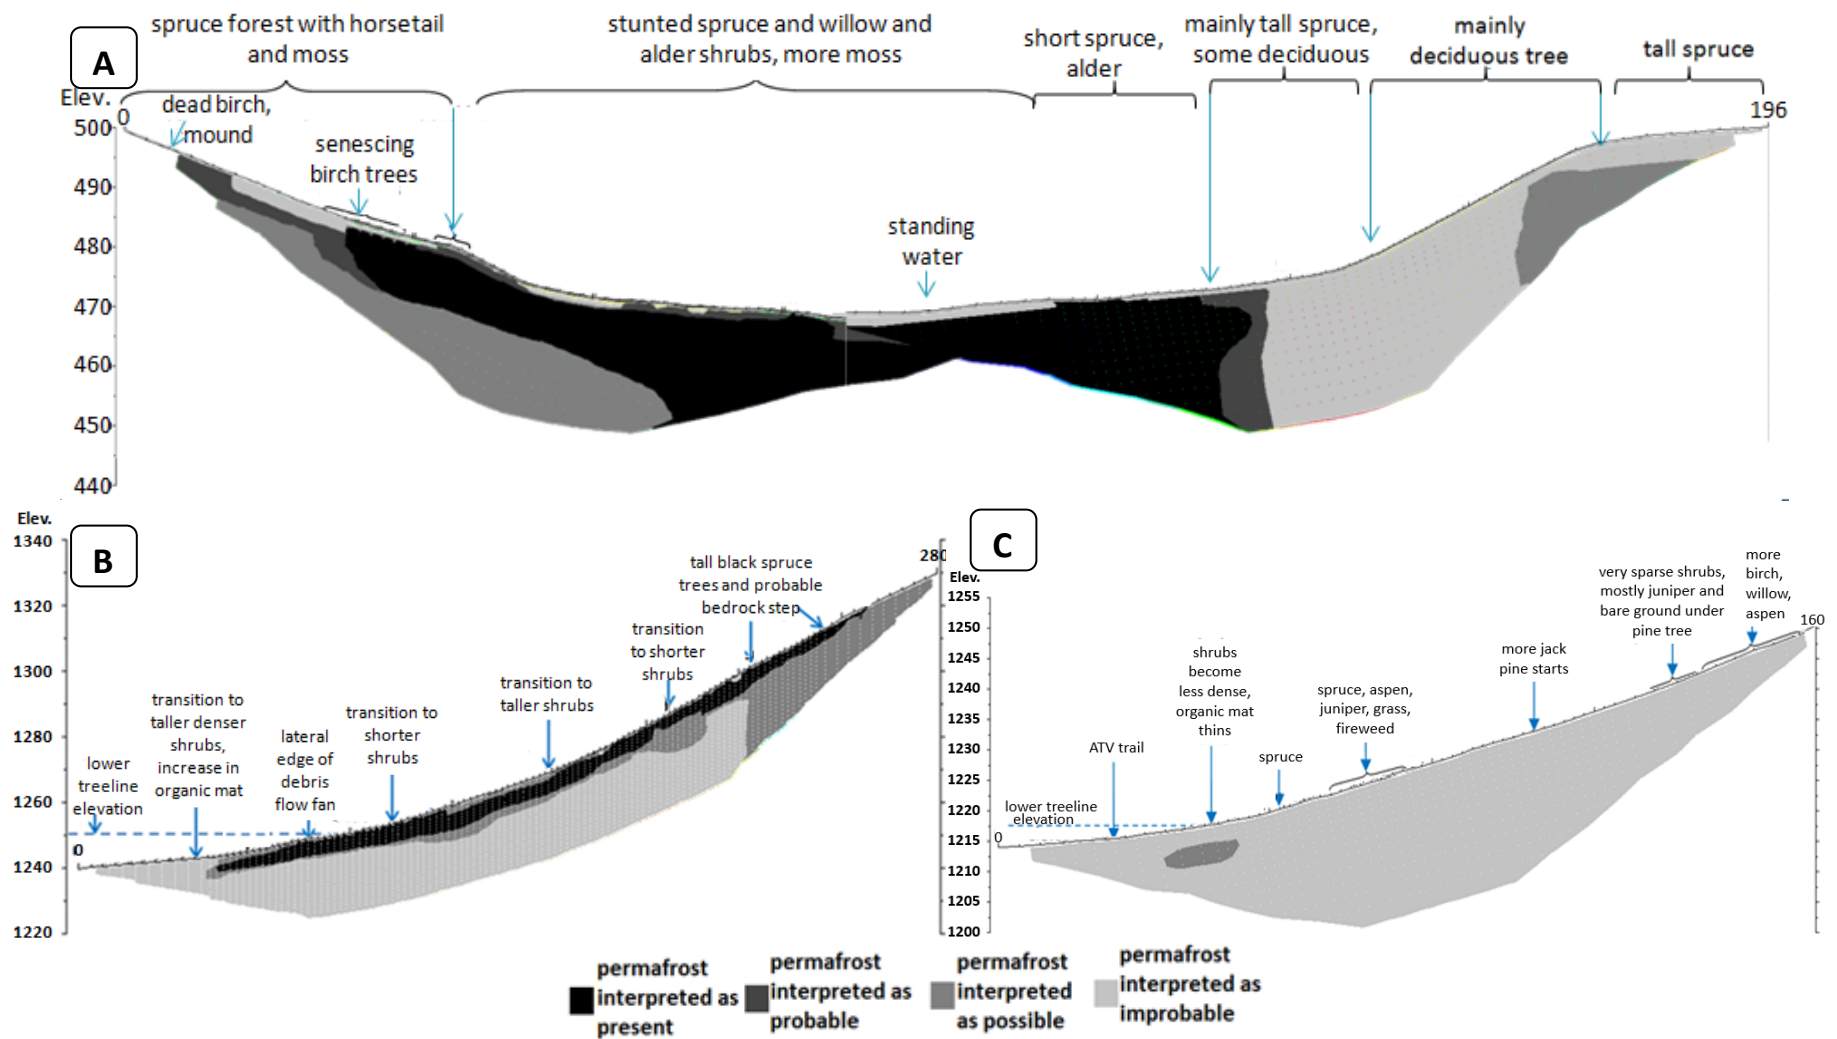 A
spruce forest with horsetail
and moss
stunted spruce and willow and
alder shrubs, more moss
short spruce,
alder
mainly tall spruce,
some deciduous
mainly
deciduous tree
tall spruce
Elev.
0
196
dead birch,
mound
senescing
birch trees
standing
water
500
490
480
470
460
450
440
B
Elev.
1340
1320
1300
1280
1260
1240
1220
0
280
lower
treeline
elevation
transition to
taller denser
shrubs,
increase in
organic mat
lateral
edge of
debris
flow fan
transition to
shorter
shrubs
transition to
taller shrubs
transition
to shorter
shrubs
tall black spruce
trees and probable
bedrock step
C
Elev.
1255
1250
1245
1240
1235
1230
1225
1220
1215
1210
1205
1200
0
160
lower treeline
elevation
ATV trail
shrubs
become
less dense,
organic mat
thins
spruce
spruce, aspen,
juniper, grass,
fireweed
more jack
pine starts
very sparse shrubs,
mostly juniper and
bare ground under
pine tree
more
birch,
willow,
aspen
permafrost
interpreted as
present
permafrost
interpreted as
probable
permafrost
interpreted
as possible
permafrost
interpreted as
improbable